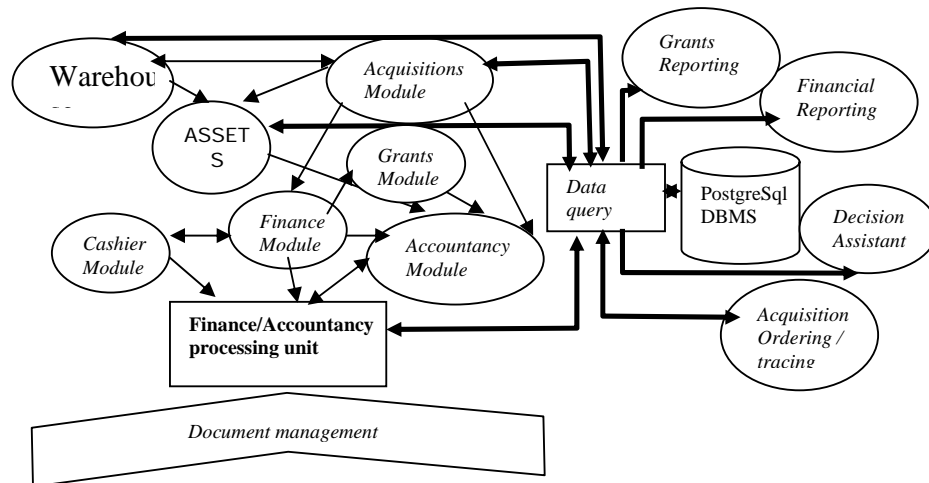 Grants
Reporting
Acquisitions
Module
Financial
Reporting
ASSET
S
Grants
Module
Data
query
PostgreSql
DBMS
Decision
Assistant
Finance
Module
Cashier
Module
Accountancy
Module
Acquisition
Ordering /
tracing
Finance/Accountancy
processing unit
Document management